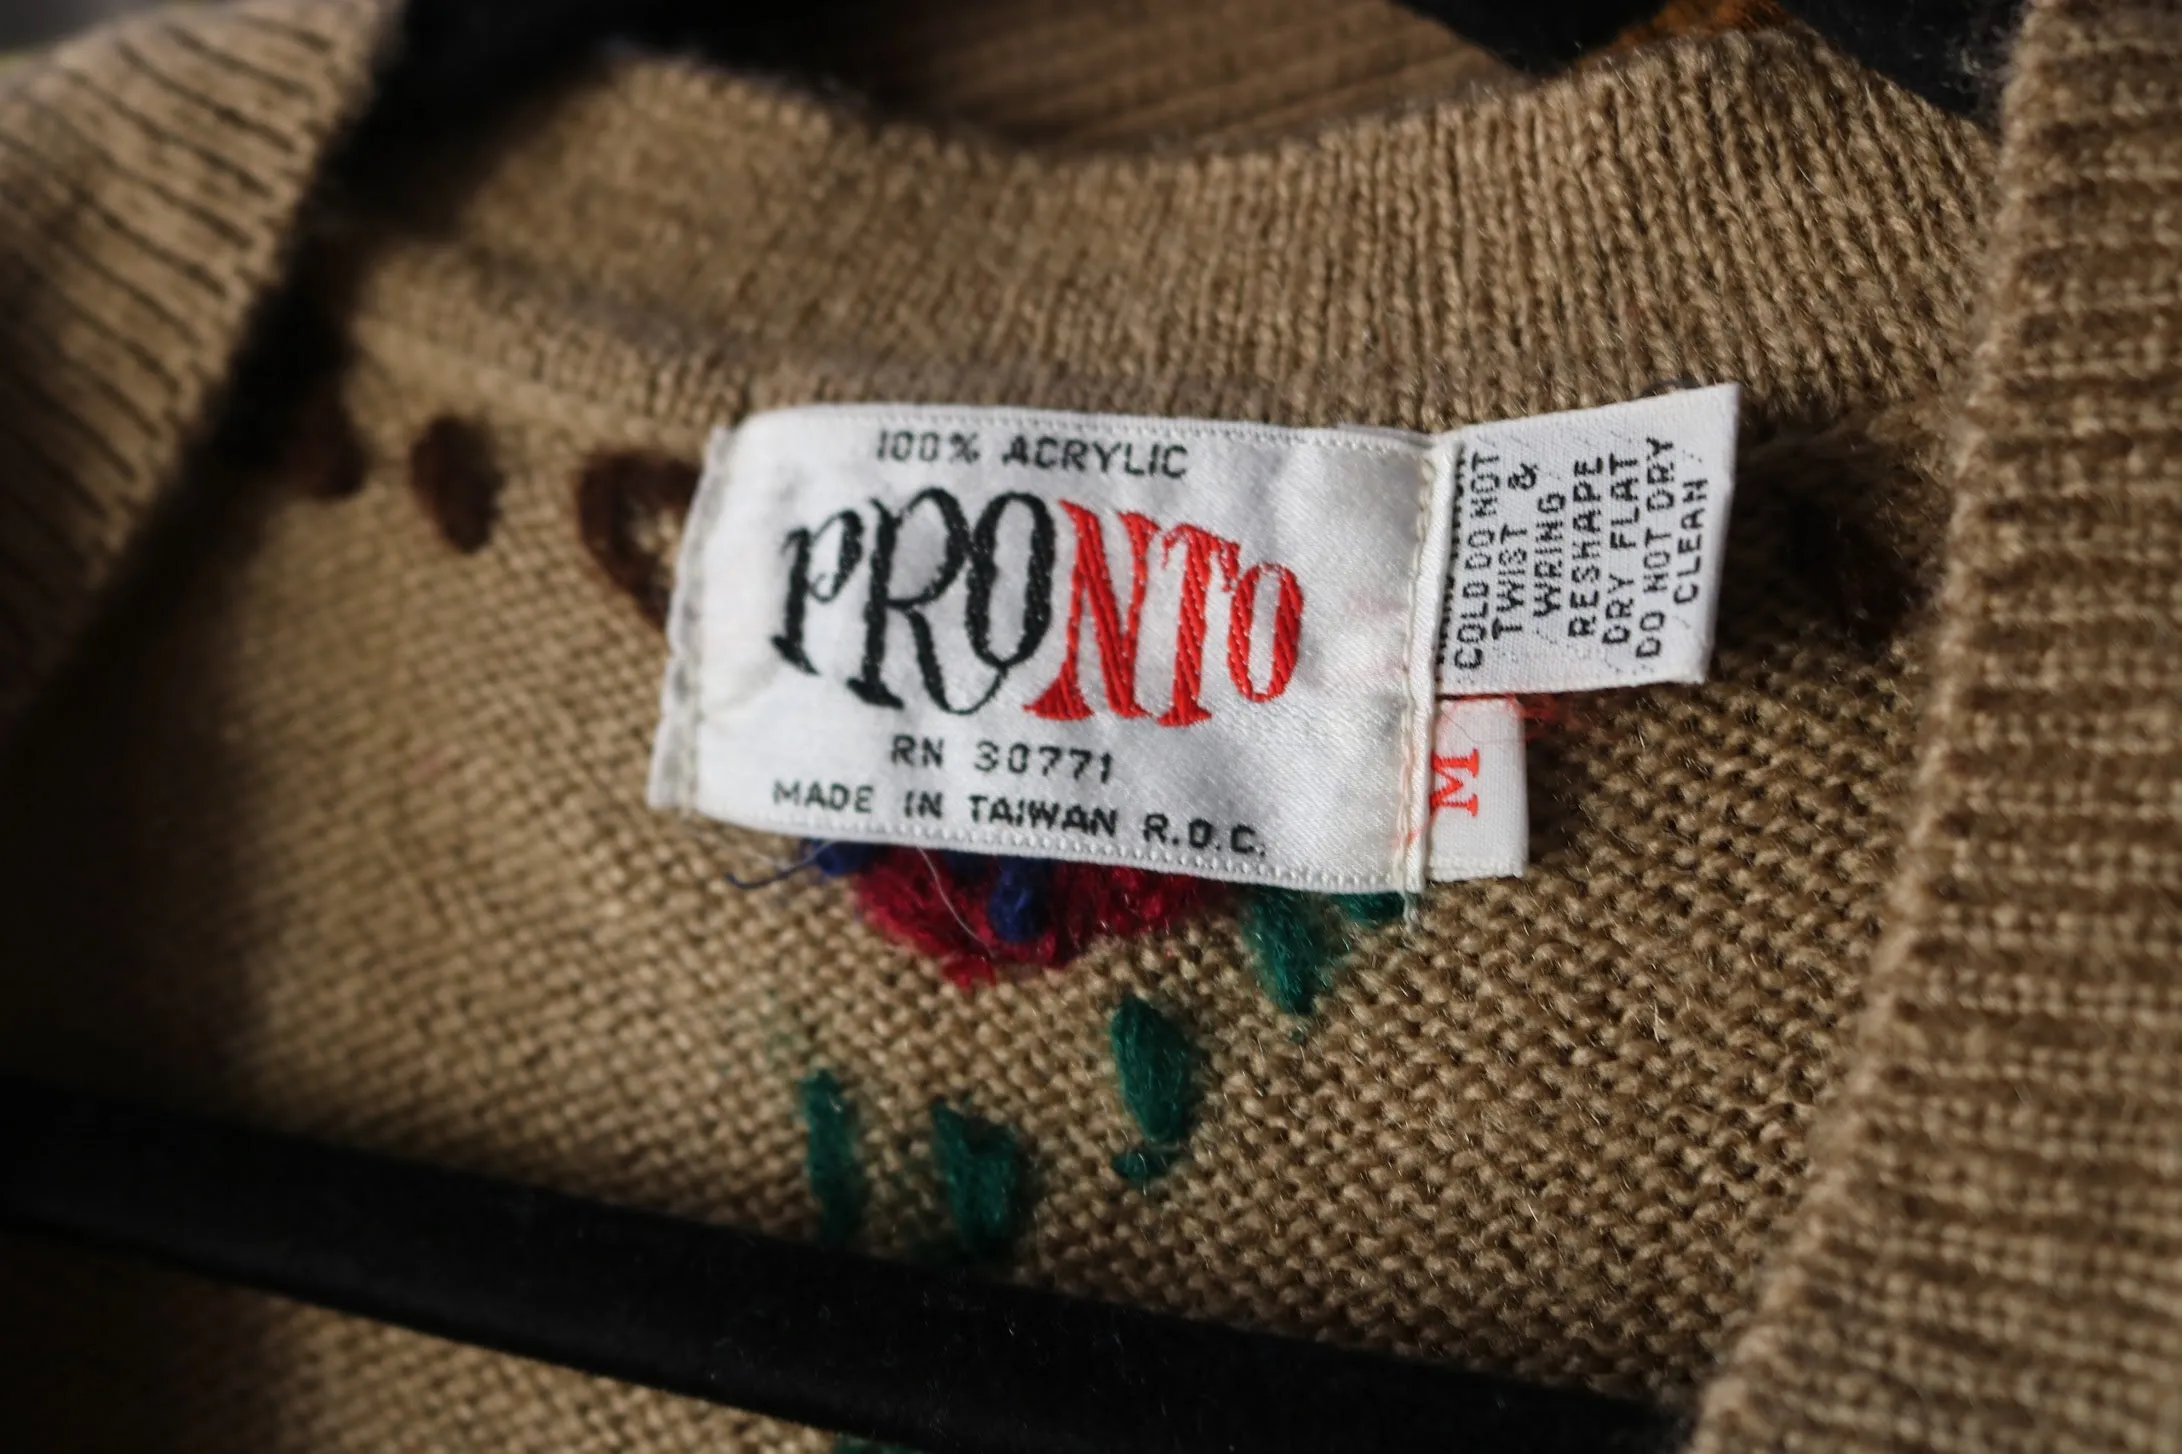 100% ACRYLIC
PRONTO
RN 30771
MADE IN TAIWAN R.O.C.
COLD DO NOT
TWIST &
WRING
RESHAPE
DRY FLAT
DO NOT DRY
CLEAN
M